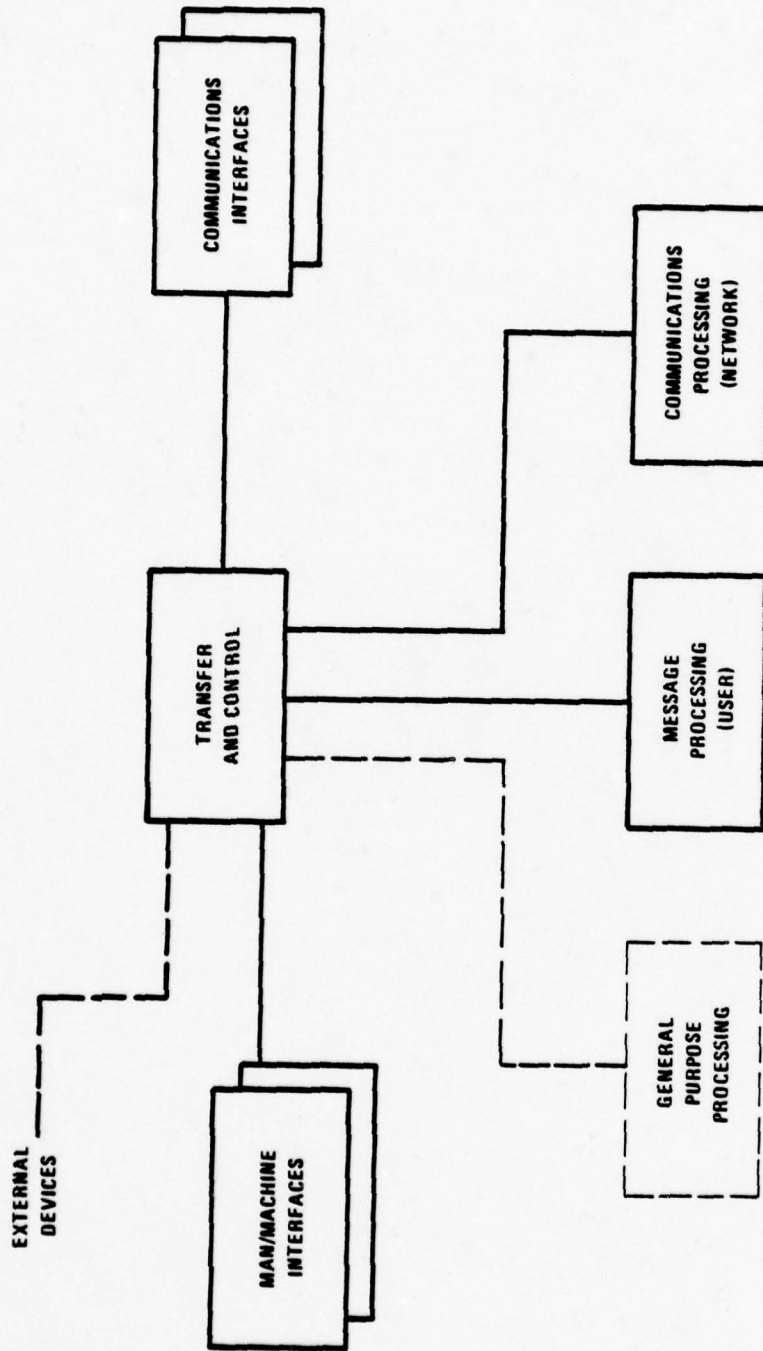 EXTERNAL
DEVICES
MAN/MACHINE
INTERFACES
TRANSFER
AND CONTROL
COMMUNICATIONS
INTERFACES
GENERAL
PURPOSE
PROCESSING
MESSAGE
PROCESSING
(USER)
COMMUNICATIONS
PROCESSING
(NETWORK)